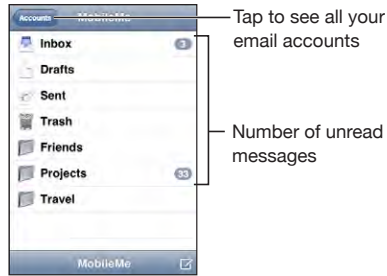 Accounts MobileMe
Tap to see all your
email accounts
Inbox 3
Drafts
Sent
Trash
Friends
Projects 33
Travel
Number of unread
messages
MobileMe